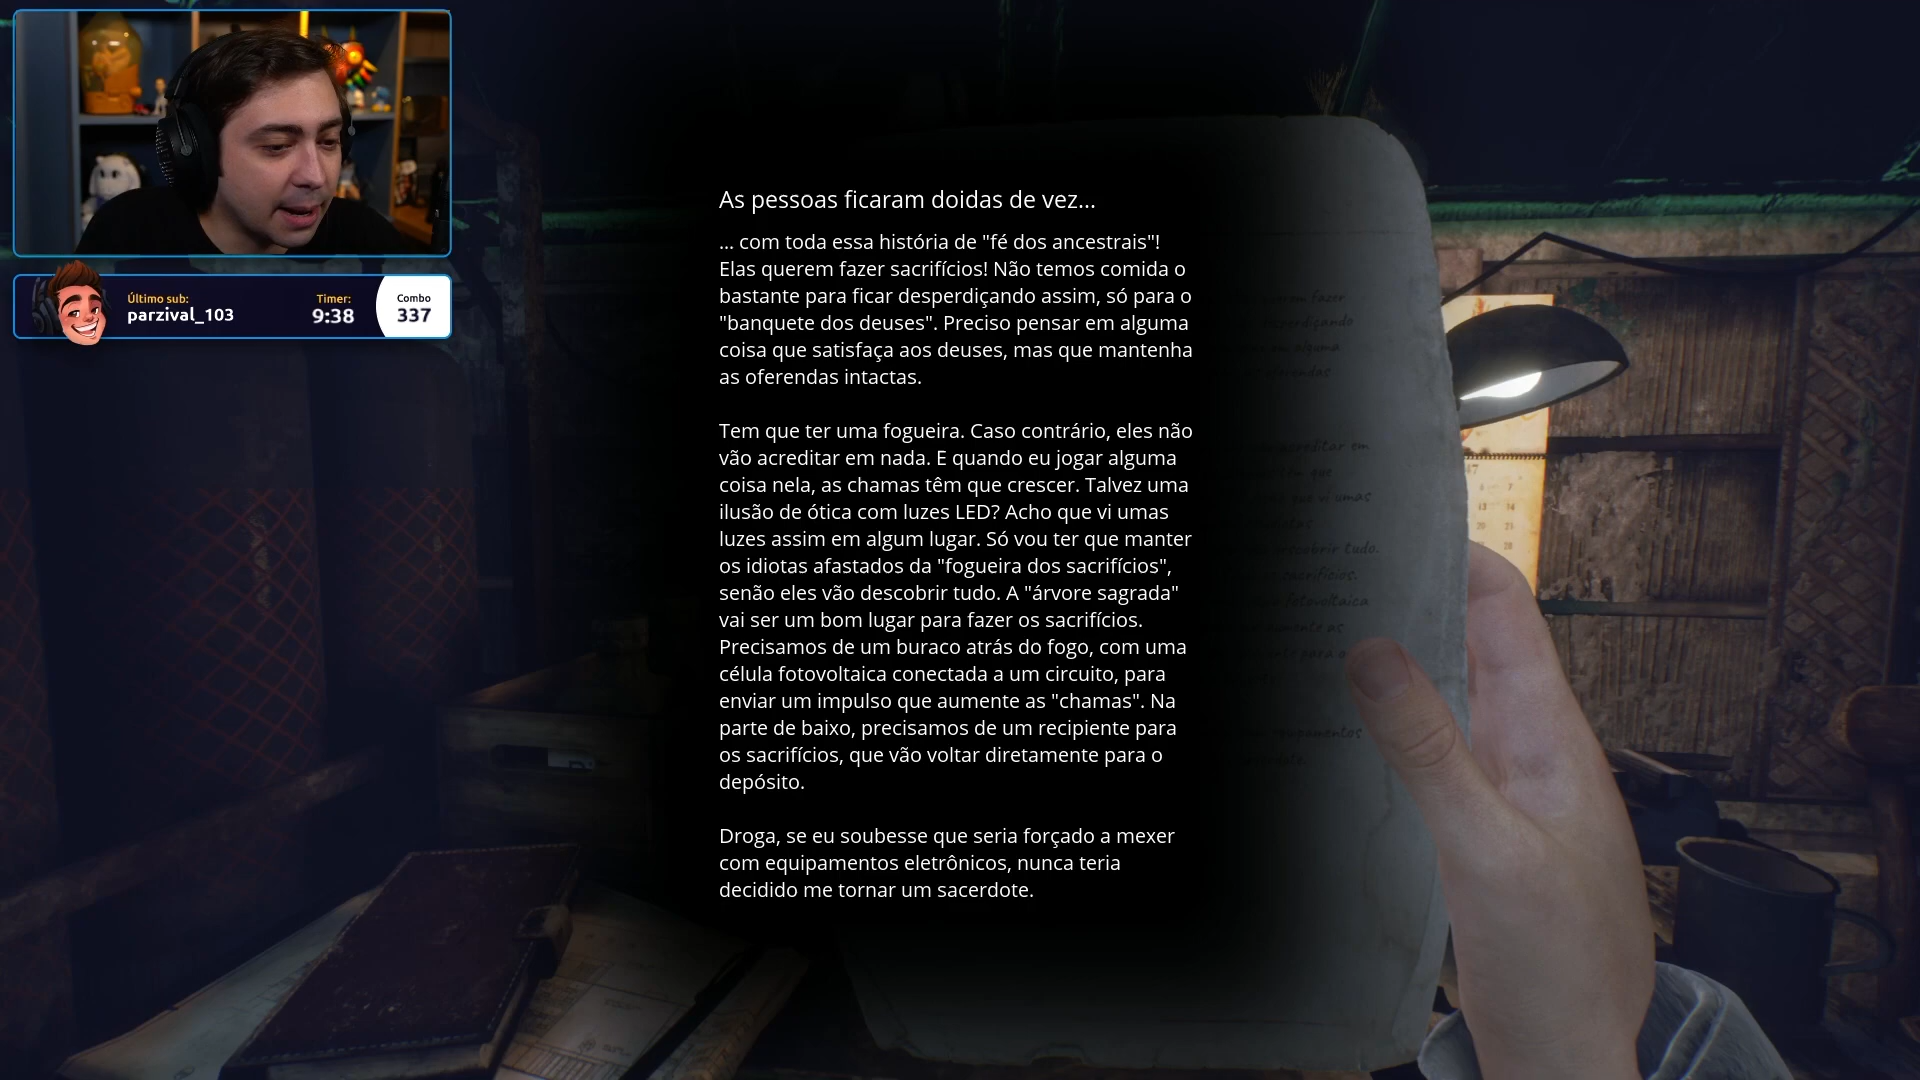 Último sub:
parzival_103
Timer:
9:38
Combo
337
As pessoas ficaram doidas de vez...
... com toda essa história de "fé dos ancestrais"!
Elas querem fazer sacrifícios! Não temos comida o
bastante para ficar desperdiçando assim, só para o
"banquete dos deuses". Preciso pensar em alguma
coisa que satisfaça aos deuses, mas que mantenha
as oferendas intactas.
Tem que ter uma fogueira. Caso contrário, eles não
vão acreditar em nada. E quando eu jogar alguma
coisa nela, as chamas têm que crescer. Talvez uma
ilusão de ótica com luzes LED? Acho que vi umas
luzes assim em algum lugar. Só vou ter que manter
os idiotas afastados da "fogueira dos sacrifícios",
senão eles vão descobrir tudo. A "árvore sagrada"
vai ser um bom lugar para fazer os sacrifícios.
Precisamos de um buraco atrás do fogo, com uma
célula fotovoltaica conectada a um circuito, para
enviar um impulso que aumente as "chamas". Na
parte de baixo, precisamos de um recipiente para
os sacrifícios, que vão voltar diretamente para o
depósito.
Droga, se eu soubesse que seria forçado a mexer
com equipamentos eletrônicos, nunca teria
decidido me tornar um sacerdote.